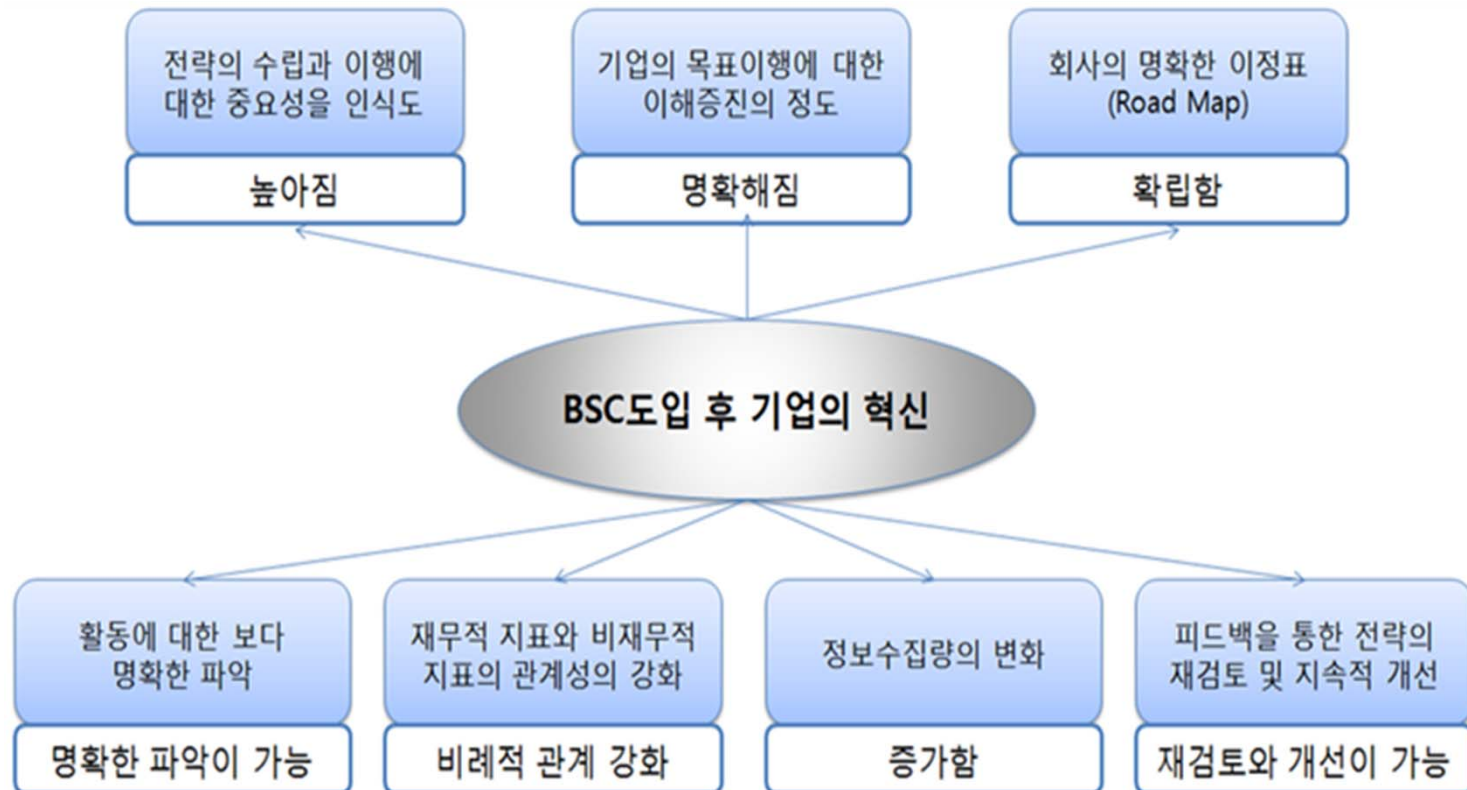 전략의 수립과 이행에
대한 중요성을 인식도
높아짐
기업의 목표이행에 대한
이해증진의 정도
명확해짐
회사의 명확한 이정표
(Road Map)
확립함
BSC도입 후 기업의 혁신
활동에 대한 보다
명확한 파악
명확한 파악이 가능
재무적 지표와 비재무적
지표의 관계성의 강화
비례적 관계 강화
정보수집량의 변화
증가함
피드백을 통한 전략의
재검토 및 지속적 개선
재검토와 개선이 가능